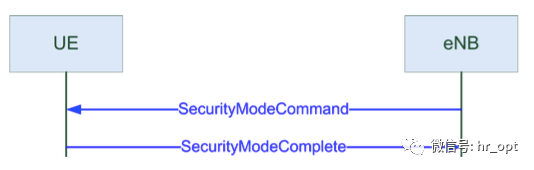 UE
eNB
SecurityModeCommand
SecurityModeComplete
微信号: hr_opt